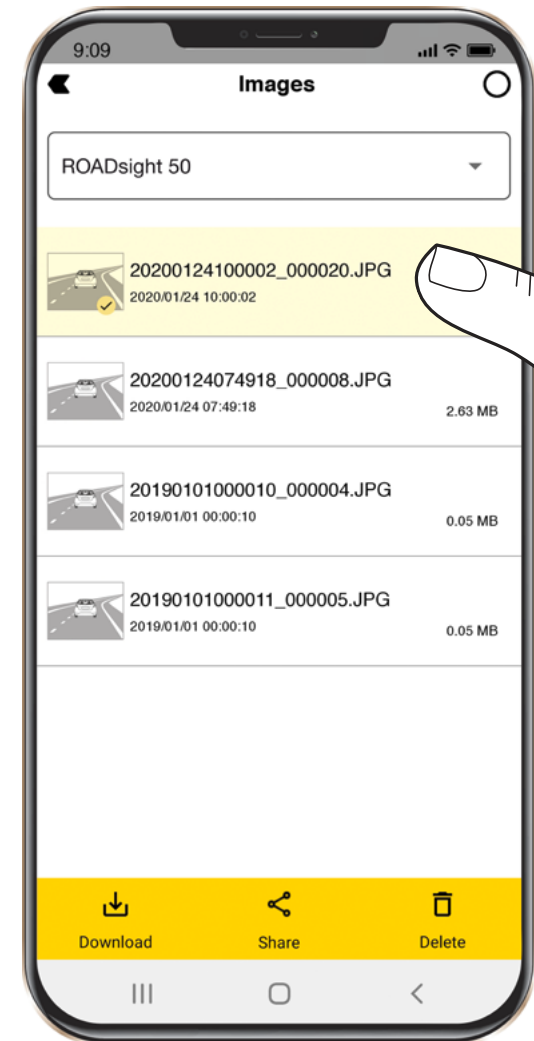 9:09
Images
ROADsight 50
20200124100002_000020.JPG
2020/01/24 10:00:02
20200124074918_000008.JPG
2020/01/24 07:49:18
2.63 MB
20190101000010_000004.JPG
2019/01/01 00:00:10
0.05 MB
20190101000011_000005.JPG
2019/01/01 00:00:10
0.05 MB
Download Share Delete